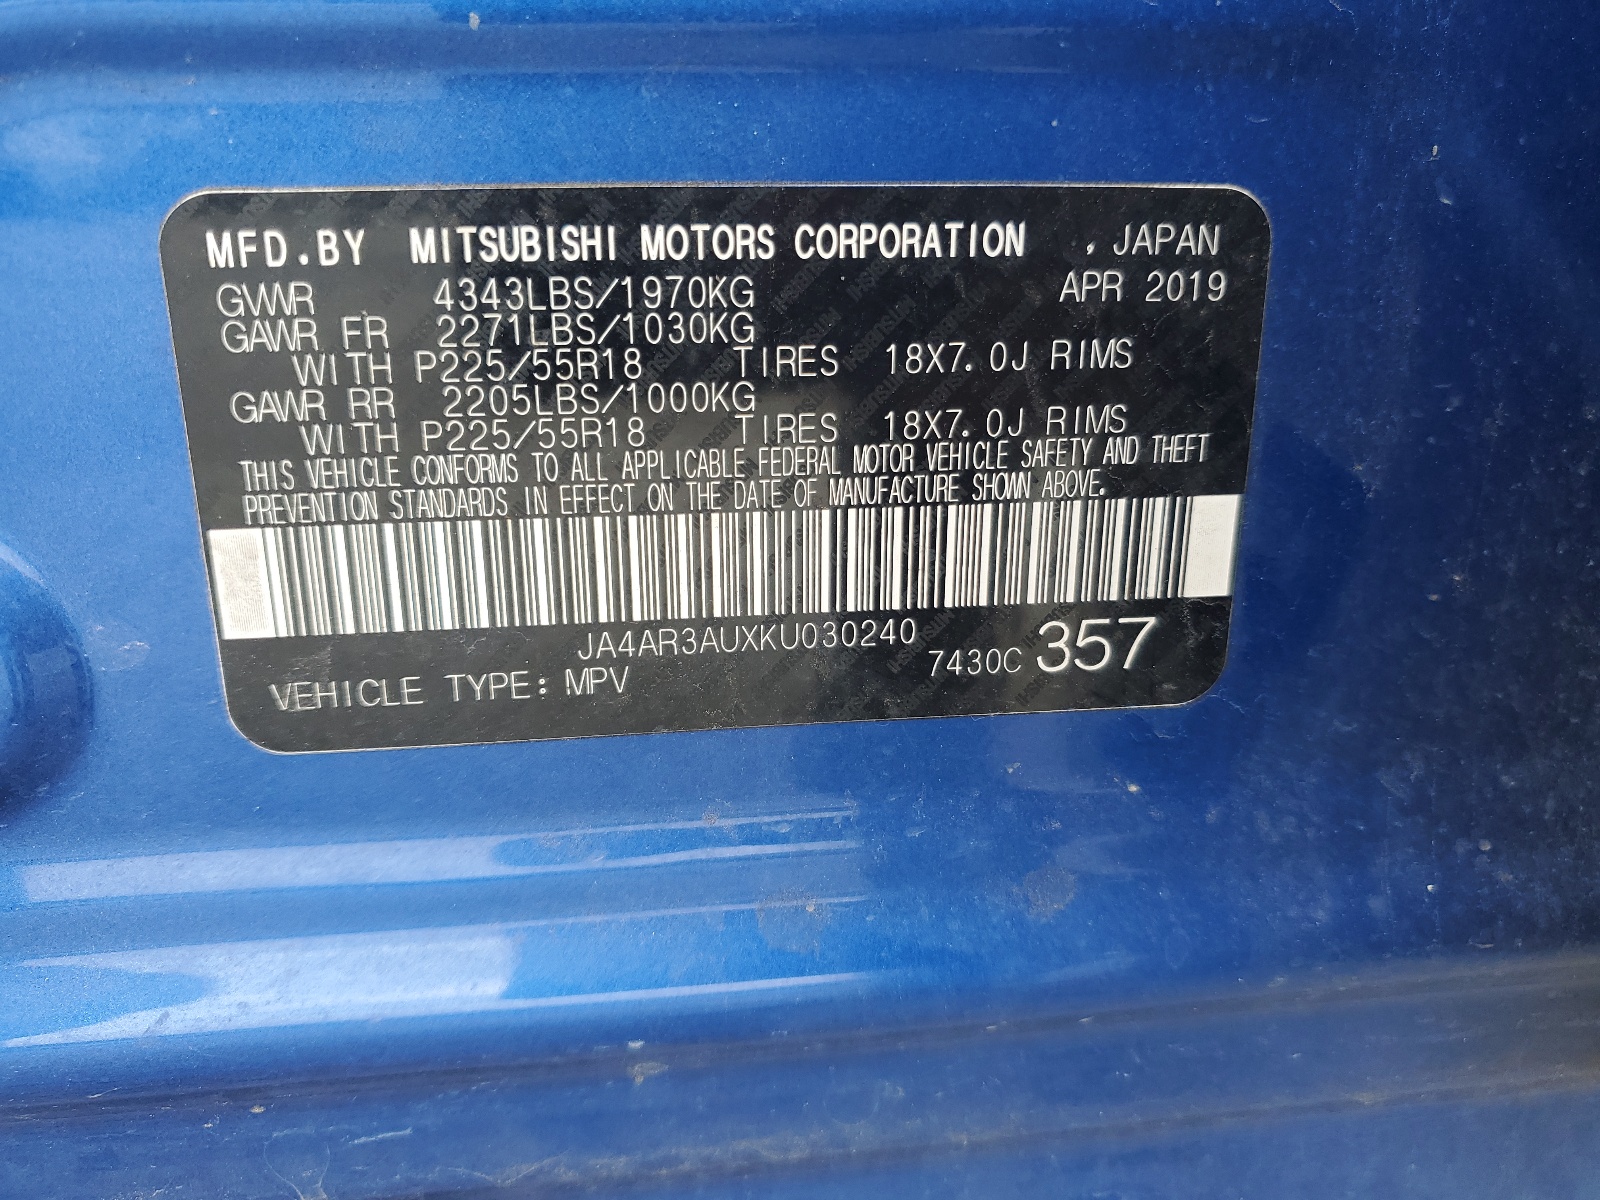 MFD.BY MITSUBISHI MOTORS CORPORATION , JAPAN
GVWR 4343LBS/1970KG APR 2019
GAWR FR 2271LBS/1030KG
WITH P225/55R18 TIRES 18X7.0J RIMS
GAWR RR 2205LBS/1000KG
WITH P225/55R18 TIRES 18X7.0J RIMS
THIS VEHICLE CONFORMS TO ALL APPLICABLE FEDERAL MOTOR VEHICLE SAFETY AND THEFT
PREVENTION STANDARDS IN EFFECT ON THE DATE OF MANUFACTURE SHOWN ABOVE.
JA4AR3AUXKU030240
VEHICLE TYPE: MPV 7430C 357